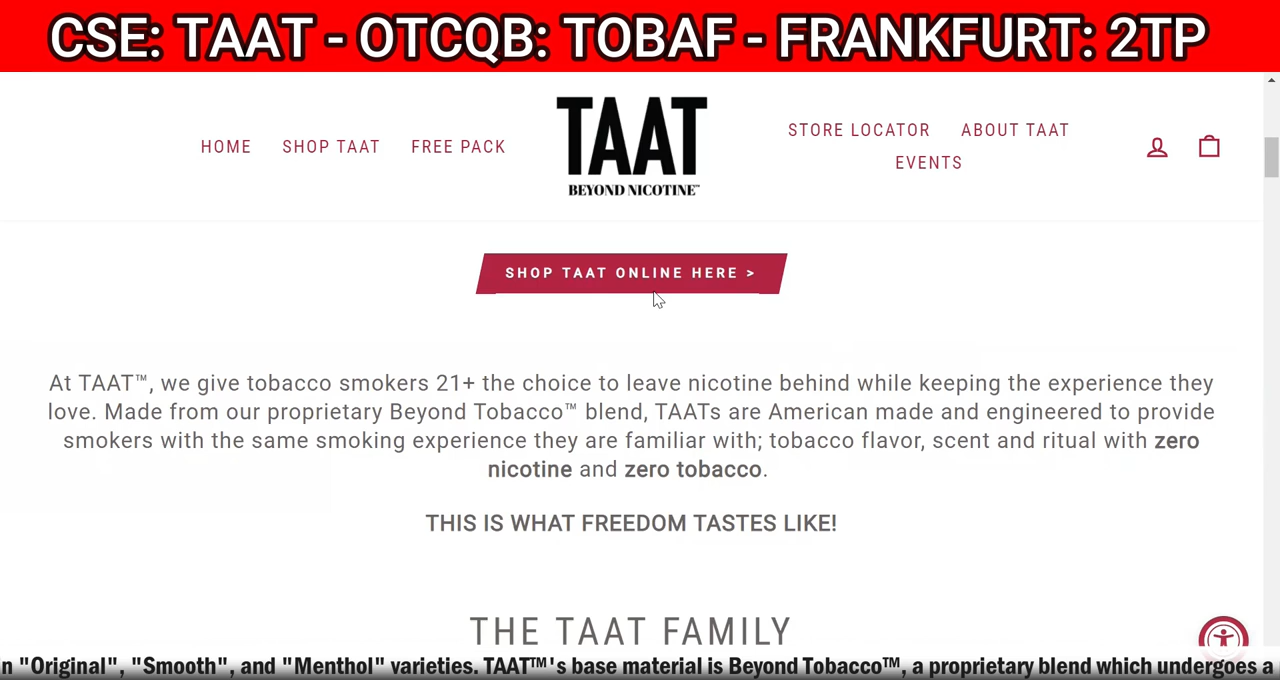 CSE: TAAT - OTCQB: TOBAF - FRANKFURT: 2TP
HOME SHOP TAAT FREE PACK
TAAT
BEYOND NICOTINE™
STORE LOCATOR ABOUT TAAT
EVENTS
SHOP TAAT ONLINE HERE >
At TAAT™, we give tobacco smokers 21+ the choice to leave nicotine behind while keeping the experience they
love. Made from our proprietary Beyond Tobacco™ blend, TAATs are American made and engineered to provide
smokers with the same smoking experience they are familiar with; tobacco flavor, scent and ritual with zero
nicotine and zero tobacco.
THIS IS WHAT FREEDOM TASTES LIKE!
THE TAAT FAMILY
"Original", "Smooth", and "Menthol" varieties. TAAT™'s base material is Beyond Tobacco™, a proprietary blend which undergoes a